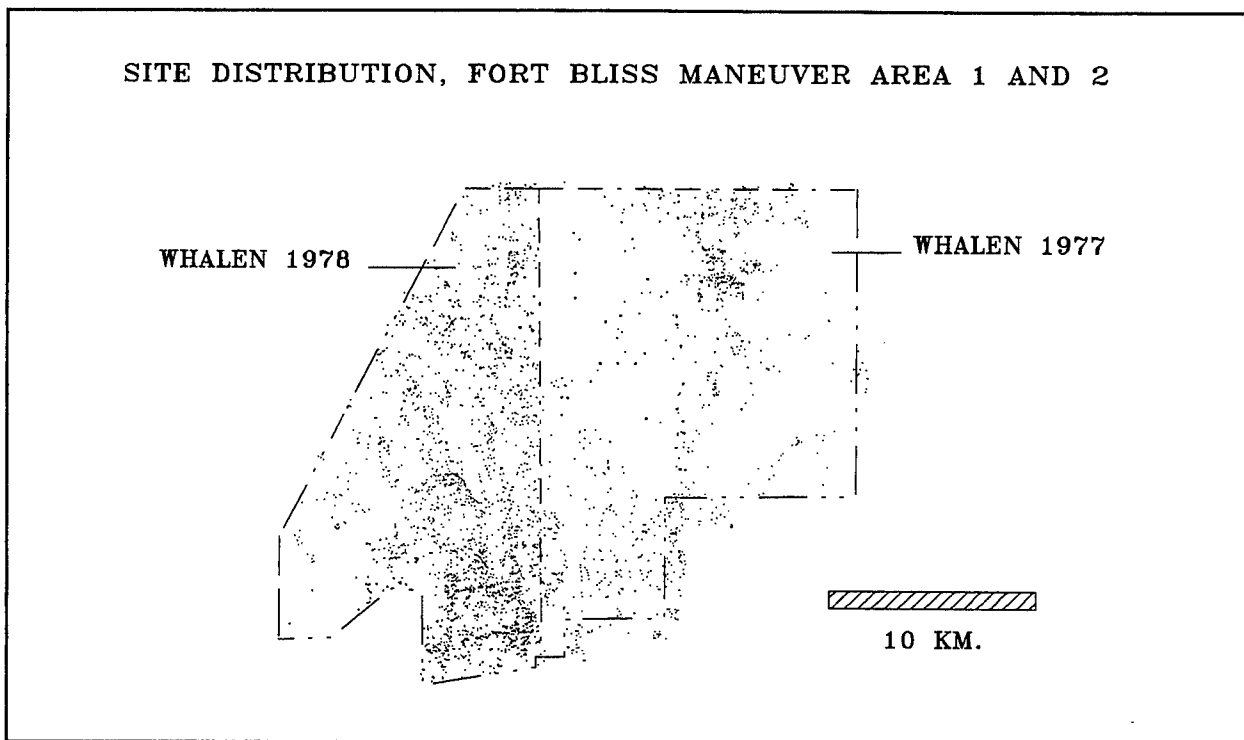 SITE DISTRIBUTION, FORT BLISS MANEUVER AREA 1 AND 2
WHALEN 1978
WHALEN 1977
10 KM.